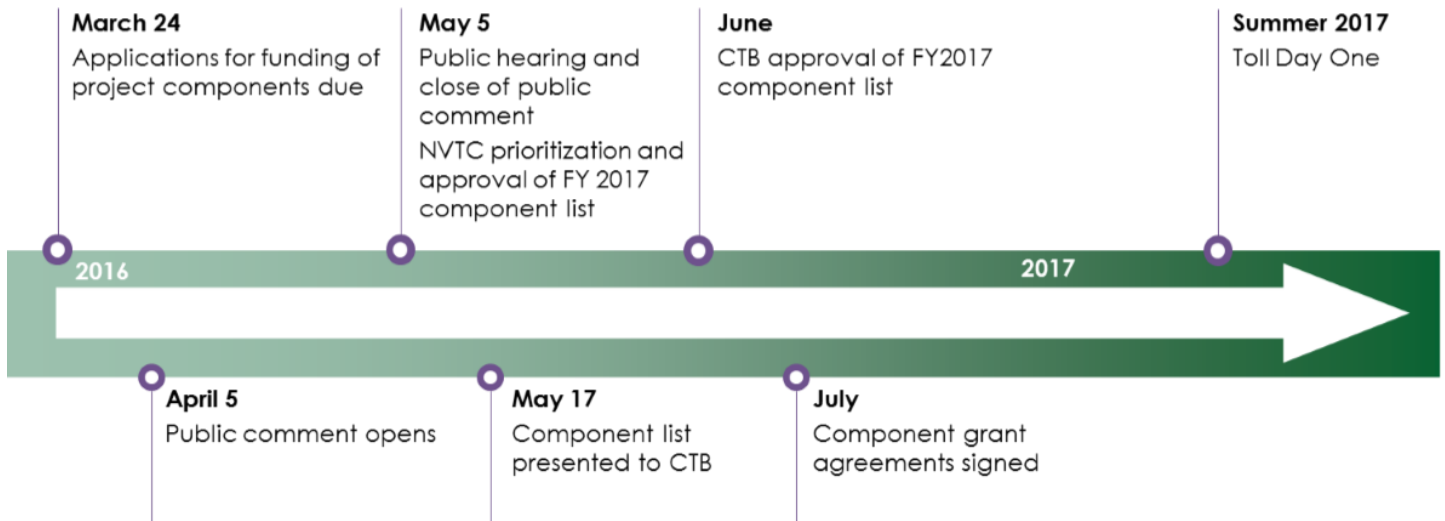 March 24
Applications for funding of
project components due
May 5
Public hearing and
close of public
comment
NVTC prioritization and
approval of FY 2017
component list
June
CTB approval of FY2017
component list
Summer 2017
Toll Day One
2016
2017
April 5
Public comment opens
May 17
Component list
presented to CTB
July
Component grant
agreements signed